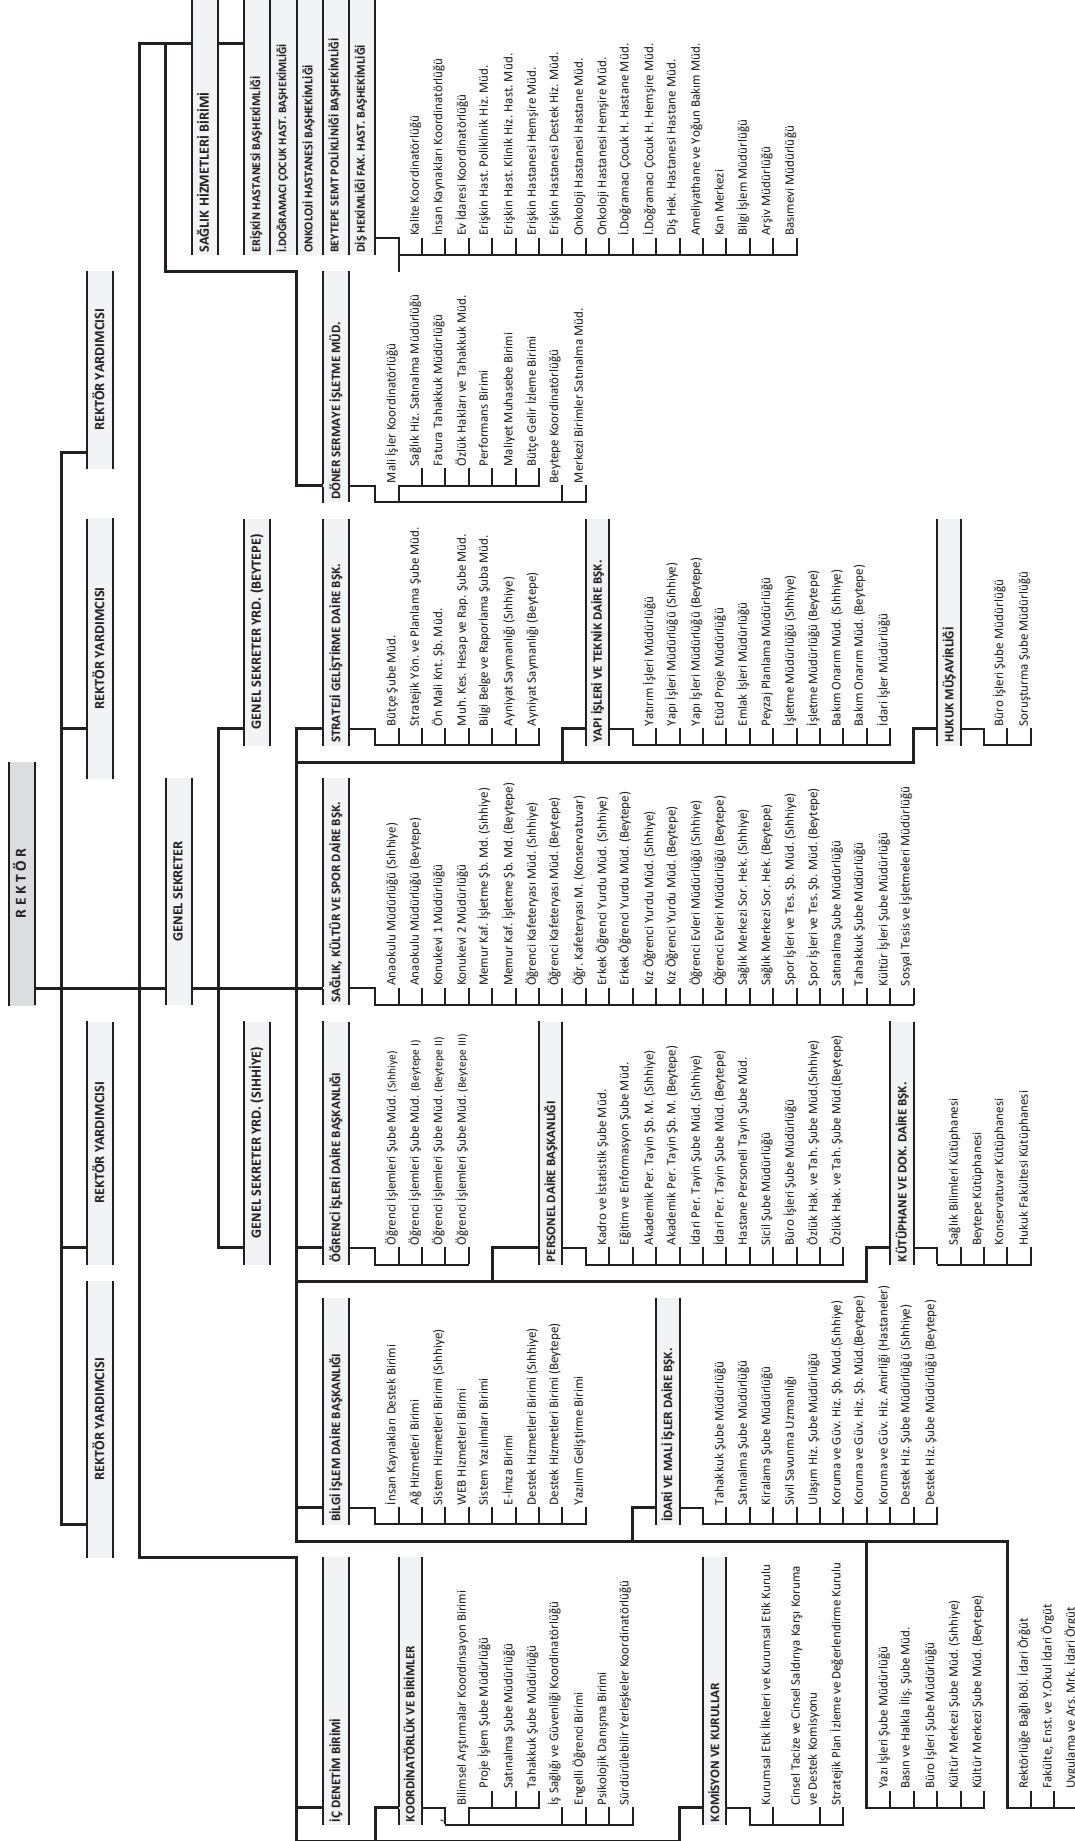 REKTÖR
REKTÖR YARDIMCISI
REKTÖR YARDIMCISI
REKTÖR YARDIMCISI
REKTÖR YARDIMCISI
GENEL SEKRETER
GENEL SEKRETER YRD. (SIHHİYE)
GENEL SEKRETER YRD. (BEYTEPE)
İÇ DENETİM BİRİMİ
KOORDİNATÖRLÜK VE BİRİMLER
Bilimsel Arştırmalar Koordinsayon Birimi
Proje İşlem Şube Müdürlüğü
Satınalma Şube Müdürlüğü
Tahakkuk Şube Müdürlüğü
İş Sağlığı ve Güvenliği Koordinatörlüğü
Engelli Öğrenci Birimi
Psikolojik Danışma Birimi
Sürdürülebilir Yerleşkeler Koordinatörlüğü
KOMİSYON VE KURULLAR
Kurumsal Etik İlkeleri ve Kurumsal Etik Kurulu
Cinsel Tacize ve Cinsel Saldırıya Karşı Koruma
ve Destek Komisyonu
Stratejik Plan İzleme ve Değerlendirme Kurulu
Yazı İşleri Şube Müdürlüğü
Basın ve Halkla İliş. Şube Müd.
Büro İşleri Şube Müdürlüğü
Kültür Merkezi Şube Müd. (Sıhhiye)
Kültür Merkezi Şube Müd. (Beytepe)
Rektörlüğe Bağlı Böl. İdari Örğüt
Fakülte, Enst. ve Y.Okul İdari Örgüt
Uygulama ve Arş. Mrk. İdari Örgüt
BİLGİ İŞLEM DAİRE BAŞKANLIĞI
İnsan Kaynakları Destek Birimi
Ağ Hizmetleri Birimi
Sistem Hizmetleri Birimi (Sıhhiye)
WEB Hizmetleri Birimi
Sistem Yazılımları Birimi
E-İmza Birimi
Destek Hizmetleri Birimi (Sıhhiye)
Destek Hizmetleri Birimi (Beytepe)
Yazılım Geliştirme Birimi
İDARİ VE MALİ İŞLER DAİRE BŞK.
Tahakkuk Şube Müdürlüğü
Satınalma Şube Müdürlüğü
Kiralama Şube Müdürlüğü
Sivil Savunma Uzmanlığı
Ulaşım Hiz. Şube Müdürlüğü
Koruma ve Güv. Hiz. Şb. Müd.(Sıhhiye)
Koruma ve Güv. Hiz. Şb. Müd.(Beytepe)
Koruma ve Güv. Hiz. Amirliği (Hastaneler)
Destek Hiz. Şube Müdürlüğü (Sıhhiye)
Destek Hiz. Şube Müdürlüğü (Beytepe)
ÖĞRENCİ İŞLERİ DAİRE BAŞKANLIĞI
Öğrenci İşlemleri Şube Müd. (Sıhhiye)
Öğrenci İşlemleri Şube Müd. (Beytepe I)
Öğrenci İşlemleri Şube Müd. (Beytepe II)
Öğrenci İşlemleri Şube Müd. (Beytepe III)
PERSONEL DAİRE BAŞKANLIĞI
Kadro ve İstatistik Şube Müd.
Eğitim ve Enformasyon Şube Müd.
Akademik Per. Tayin Şb. M. (Sıhhiye)
Akademik Per. Tayin Şb. M. (Beytepe)
İdari Per. Tayin Şube Müd. (Sıhhiye)
İdari Per. Tayin Şube Müd. (Beytepe)
Hastane Personeli Tayin Şube Müd.
Sicil Şube Müdürlüğü
Büro İşleri Şube Müdürlüğü
Özlük Hak. ve Tah. Şube Müd.(Sıhhiye)
Özlük Hak. ve Tah. Şube Müd.(Beytepe)
KÜTÜPHANE VE DOK. DAİRE BŞK.
Sağlık Bilimleri Kütüphanesi
Beytepe Kütüphanesi
Konservatuvar Kütüphanesi
Hukuk Fakültesi Kütüphanesi
SAĞLIK, KÜLTÜR VE SPOR DAİRE BŞK.
Anaokulu Müdürlüğü (Sıhhiye)
Anaokulu Müdürlüğü (Beytepe)
Konukevi 1 Müdürlüğü
Konukevi 2 Müdürlüğü
Memur Kaf. İşletme Şb. Md. (Sıhhiye)
Memur Kaf. İşletme Şb. Md. (Beytepe)
Öğrenci Kafeteryası Müd. (Sıhhiye)
Öğrenci Kafeteryası Müd. (Beytepe)
Öğr. Kafeteryası M. (Konservatuvar)
Erkek Öğrenci Yurdu Müd. (Sıhhiye)
Erkek Öğrenci Yurdu Müd. (Beytepe)
Kız Öğrenci Yurdu Müd. (Sıhhiye)
Kız Öğrenci Yurdu Müd. (Beytepe)
Öğrenci Evleri Müdürlüğü (Sıhhiye)
Öğrenci Evleri Müdürlüğü (Beytepe)
Sağlık Merkezi Sor. Hek. (Sıhhiye)
Sağlık Merkezi Sor. Hek. (Beytepe)
Spor İşleri ve Tes. Şb. Müd. (Sıhhiye)
Spor İşleri ve Tes. Şb. Müd. (Beytepe)
Satınalma Şube Müdürlüğü
Tahakkuk Şube Müdürlüğü
Kültür İşleri Şube Müdürlüğü
Sosyal Tesis ve İşletmeleri Müdürlüğü
STRATEJİ GELİŞTİRME DAİRE BŞK.
Bütçe Şube Müd.
Stratejik Yön. ve Planlama Şube Müd.
Ön Mali Knt. Şb. Müd.
Muh. Kes. Hesap ve Rap. Şube Müd.
Bilgi Belge ve Raporlama Şuba Müd.
Ayniyat Saymanlığı (Sıhhiye)
Ayniyat Saymanlığı (Beytepe)
YAPI İŞLERİ VE TEKNİK DAİRE BŞK.
Yatırım İşleri Müdürlüğü
Yapı İşleri Müdürlüğü (Sıhhiye)
Yapı İşleri Müdürlüğü (Beytepe)
Etüd Proje Müdürlüğü
Emlak İşleri Müdürlüğü
Peyzaj Planlama Müdürlüğü
İşletme Müdürlüğü (Sıhhiye)
İşletme Müdürlüğü (Beytepe)
Bakım Onarım Müd. (Sıhhiye)
Bakım Onarım Müd. (Beytepe)
İdari İşler Müdürlüğü
HUKUK MÜŞAVİRLİĞİ
Büro İşleri Şube Müdürlüğü
Soruşturma Şube Müdürlüğü
DÖNER SERMAYE İŞLETME MÜD.
Mali İşler Koordinatörlüğü
Sağlık Hiz. Satınalma Müdürlüğü
Fatura Tahakkuk Müdürlüğü
Özlük Hakları ve Tahakkuk Müd.
Performans Birimi
Maliyet Muhasebe Birimi
Bütçe Gelir İzleme Birimi
Beytepe Koordinatörlüğü
Merkezi Birimler Satınalma Müd.
SAĞLIK HİZMETLERİ BİRİMİ
ERİŞKİN HASTANESİ BAŞHEKİMLİĞİ
İ.DOĞRAMACI ÇOCUK HAST. BAŞHEKİMLİĞİ
ONKOLOJİ HASTANESİ BAŞHEKİMLİĞİ
BEYTEPE SEMT POLİKLİNİĞİ BAŞHEKİMLİĞİ
DİŞ HEKİMLİĞİ FAK. HAST. BAŞHEKİMLİĞİ
Kalite Koordinatörlüğü
İnsan Kaynakları Koordinatörlüğü
Ev İdaresi Koordinatörlüğü
Erişkin Hast. Poliklinik Hiz. Müd.
Erişkin Hast. Klinik Hiz. Hast. Müd.
Erişkin Hastanesi Hemşire Müd.
Erişkin Hastanesi Destek Hiz. Müd.
Onkoloji Hastanesi Hastane Müd.
Onkoloji Hastanesi Hemşire Müd.
İ.Doğramacı Çocuk H. Hastane Müd.
İ.Doğramacı Çocuk H. Hemşire Müd.
Diş Hek. Hastanesi Hastane Müd.
Ameliyathane ve Yoğun Bakım Müd.
Kan Merkezi
Bilgi İşlem Müdürlüğü
Arşiv Müdürlüğü
Basımevi Müdürlüğü